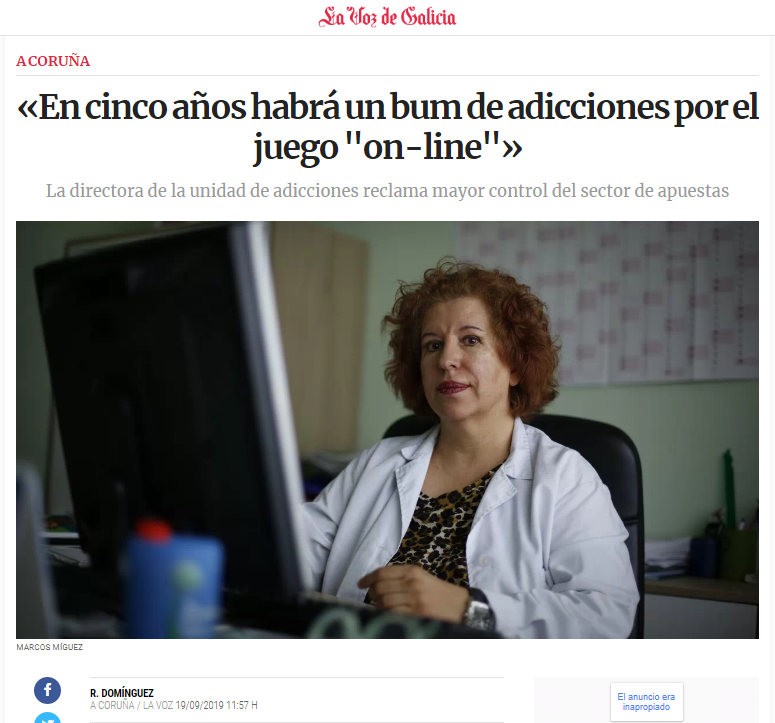 La Voz de Galicia
A CORUÑA
«En cinco años habrá un bum de adicciones por el
juego "on-line"»
La directora de la unidad de adicciones reclama mayor control del sector de apuestas
MARCOS MÍGUEZ
R. DOMÍNGUEZ
A CORUÑA / LA VOZ 19/09/2019 11:57 H
El anuncio era
inapropiado